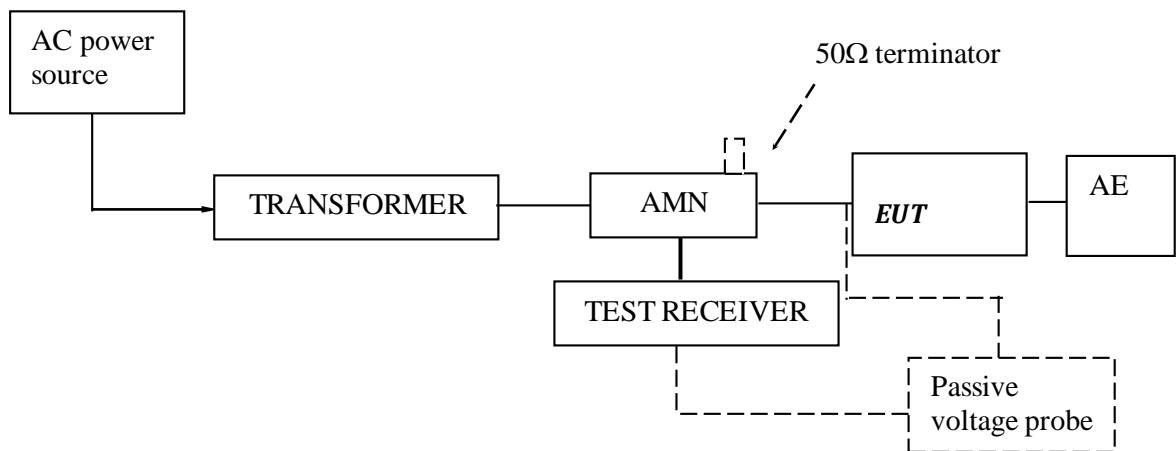 AC power
source
50Ω terminator
TRANSFORMER
AMN
EUT
AE
TEST RECEIVER
Passive
voltage probe